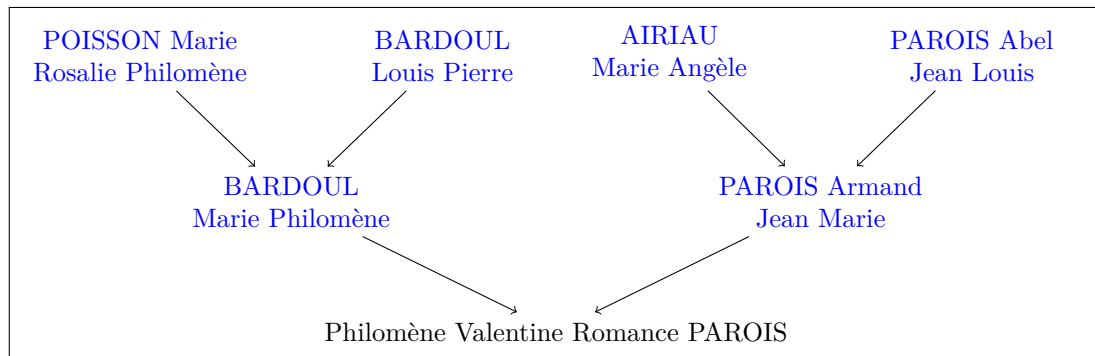 POISSON Marie
Rosalie Philomène
BARDOUL
Louis Pierre
AIRIAU
Marie Angèle
PAROIS Abel
Jean Louis
BARDOUL
Marie Philomène
PAROIS Armand
Jean Marie
Philomène Valentine Romance PAROIS